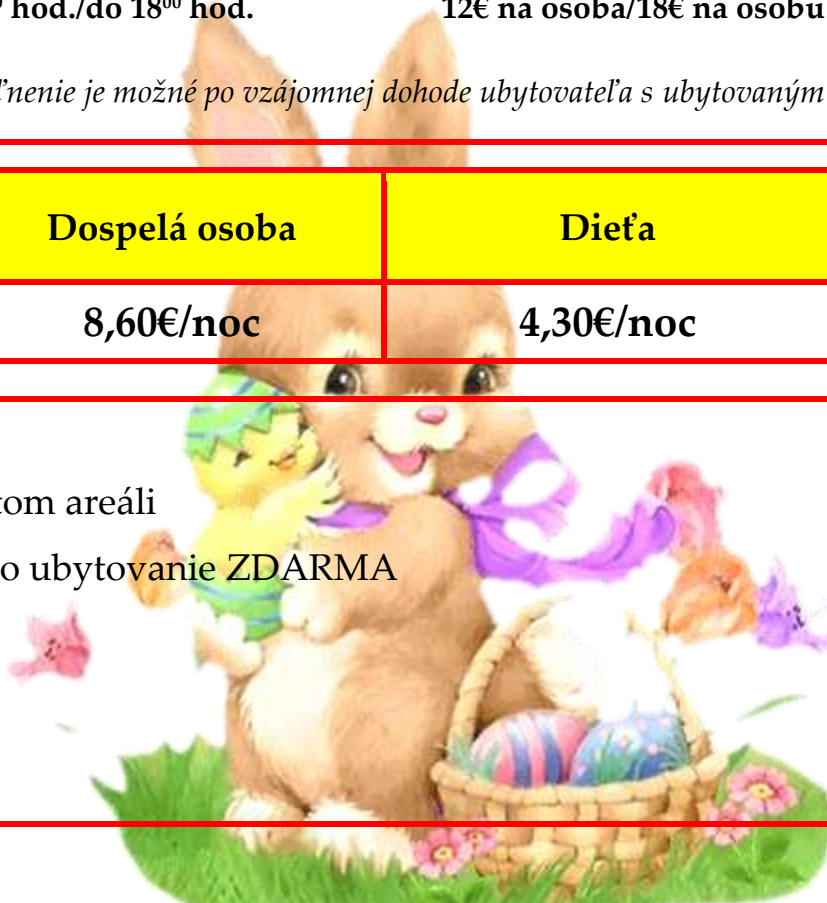 hod./do 18⁰⁰ hod. 12€ na osoba/18€ na osobu
nenie je možné po vzájomnej dohode ubytovateľa s ubytovaným
Dospelá osoba Dieťa
8,60€/noc 4,30€/noc
tom areáli
o ubytovanie ZDARMA